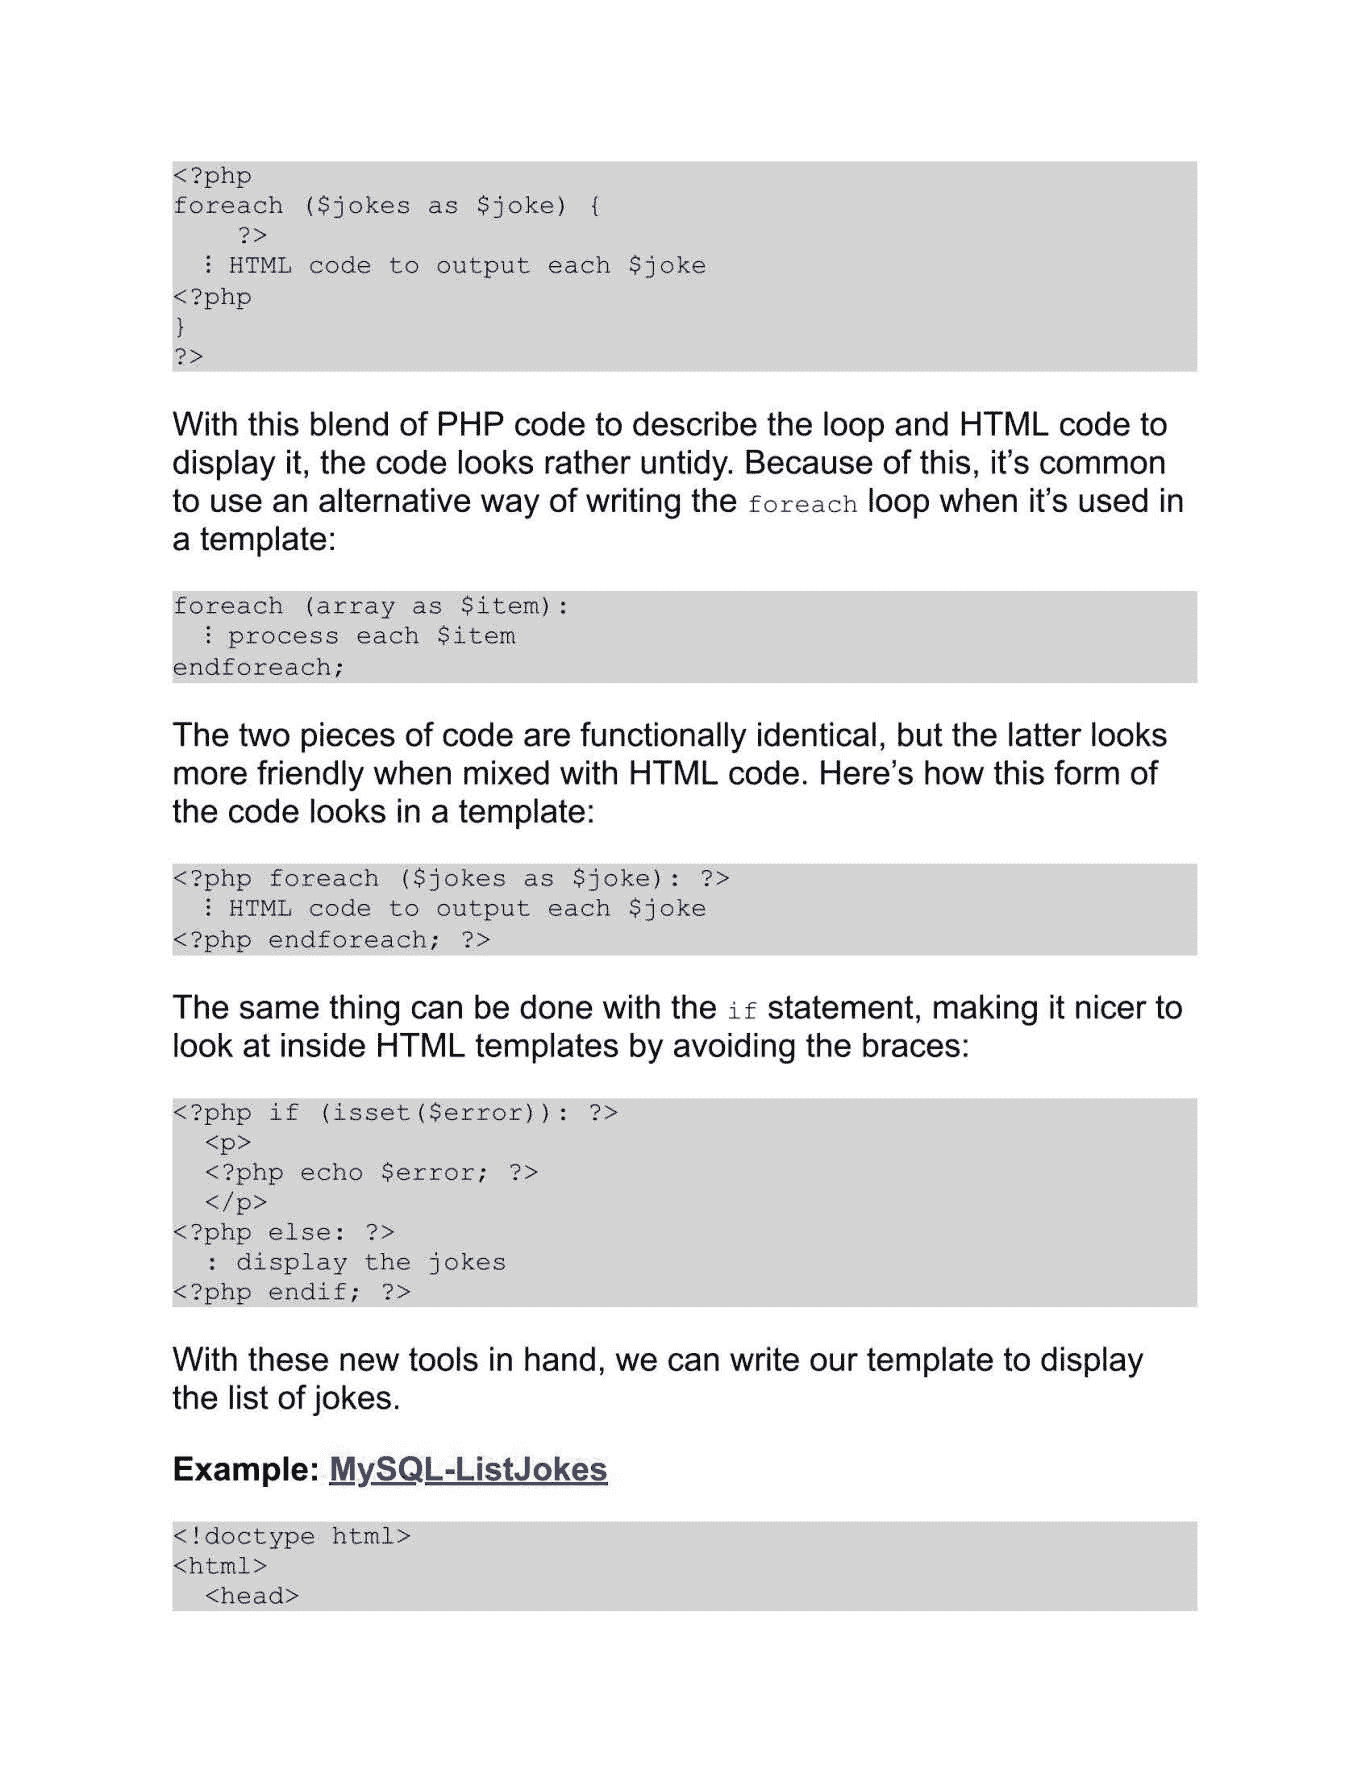 <?php
foreach ($jokes as $joke) {
    ?>
  ⋮ HTML code to output each $joke
<?php
}
?>
With this blend of PHP code to describe the loop and HTML code to
display it, the code looks rather untidy. Because of this, it’s common
to use an alternative way of writing the foreach loop when it’s used in
a template:
foreach (array as $item):
  ⋮ process each $item
endforeach;
The two pieces of code are functionally identical, but the latter looks
more friendly when mixed with HTML code. Here’s how this form of
the code looks in a template:
<?php foreach ($jokes as $joke): ?>
  ⋮ HTML code to output each $joke
<?php endforeach; ?>
The same thing can be done with the if statement, making it nicer to
look at inside HTML templates by avoiding the braces:
<?php if (isset($error)): ?>
  <p>
  <?php echo $error; ?>
  </p>
<?php else: ?>
  : display the jokes
<?php endif; ?>
With these new tools in hand, we can write our template to display
the list of jokes.
Example: MySQL-ListJokes
<!doctype html>
<html>
  <head>